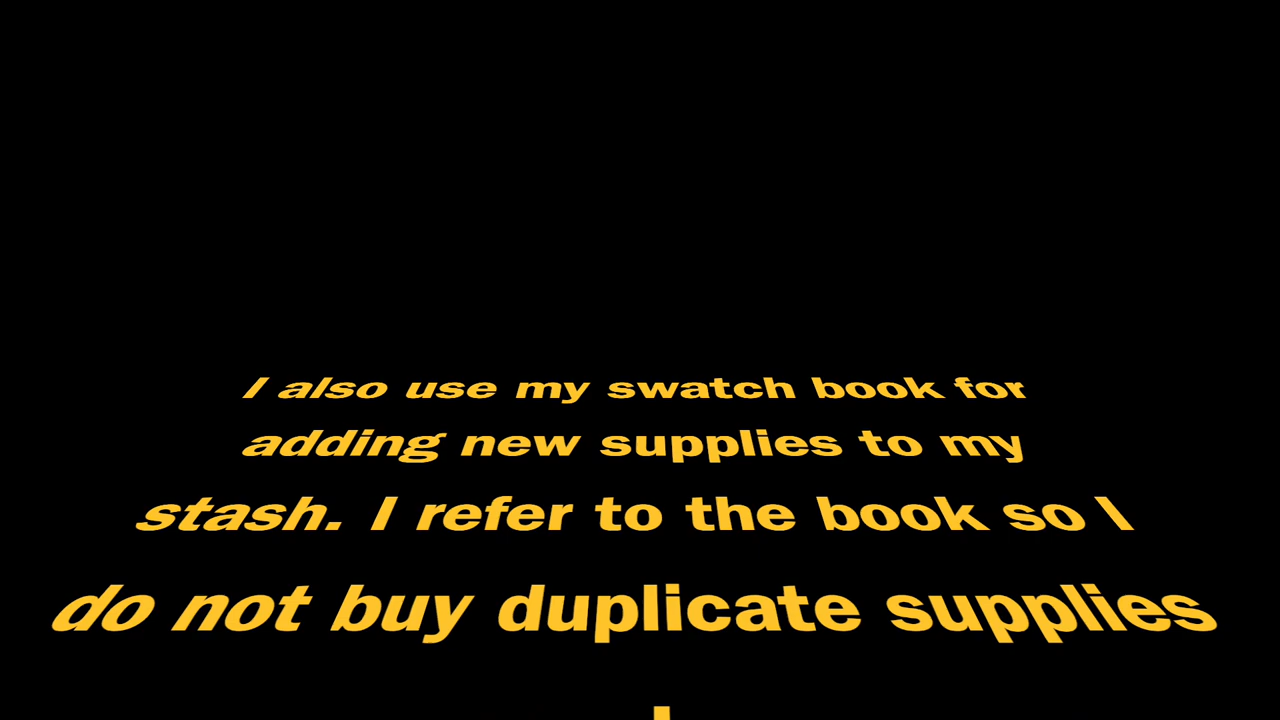 I also use my swatch book for
adding new supplies to my
stash. I refer to the book so I
do not buy duplicate supplies